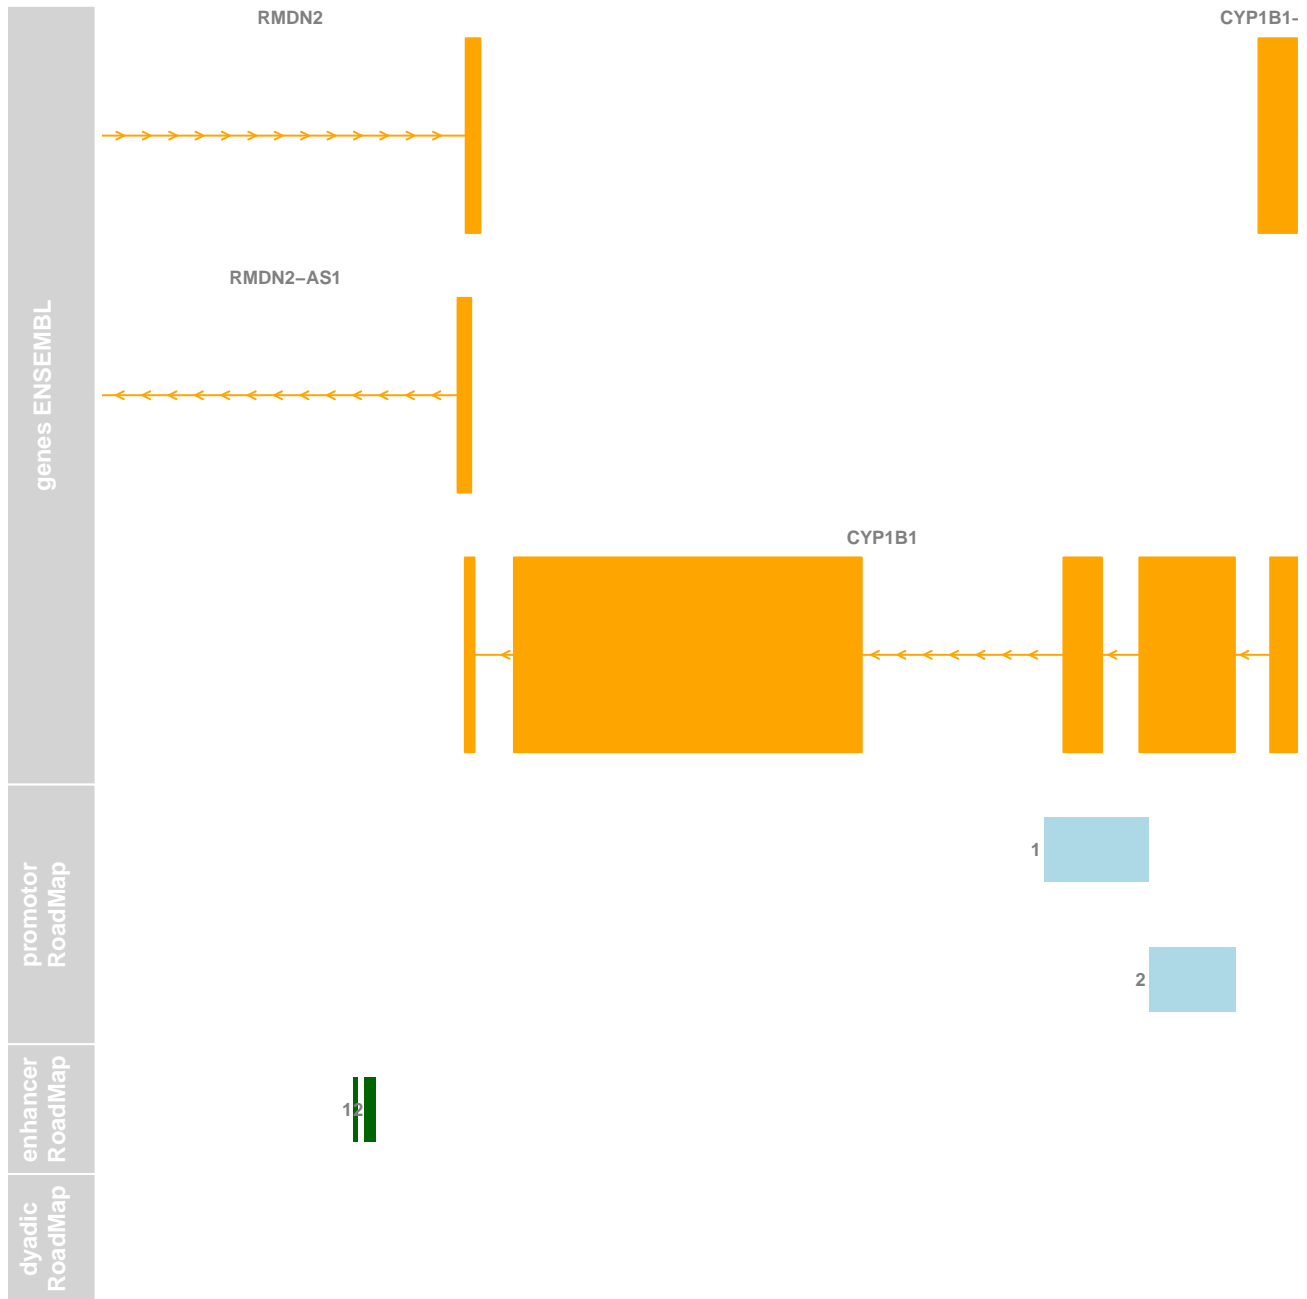 RMDN2
CYP1B1-
RMDN2−AS1
genes ENSEMBL
CYP1B1
promotor
RoadMap
1
2
enhancer
RoadMap
12
dyadic
RoadMap